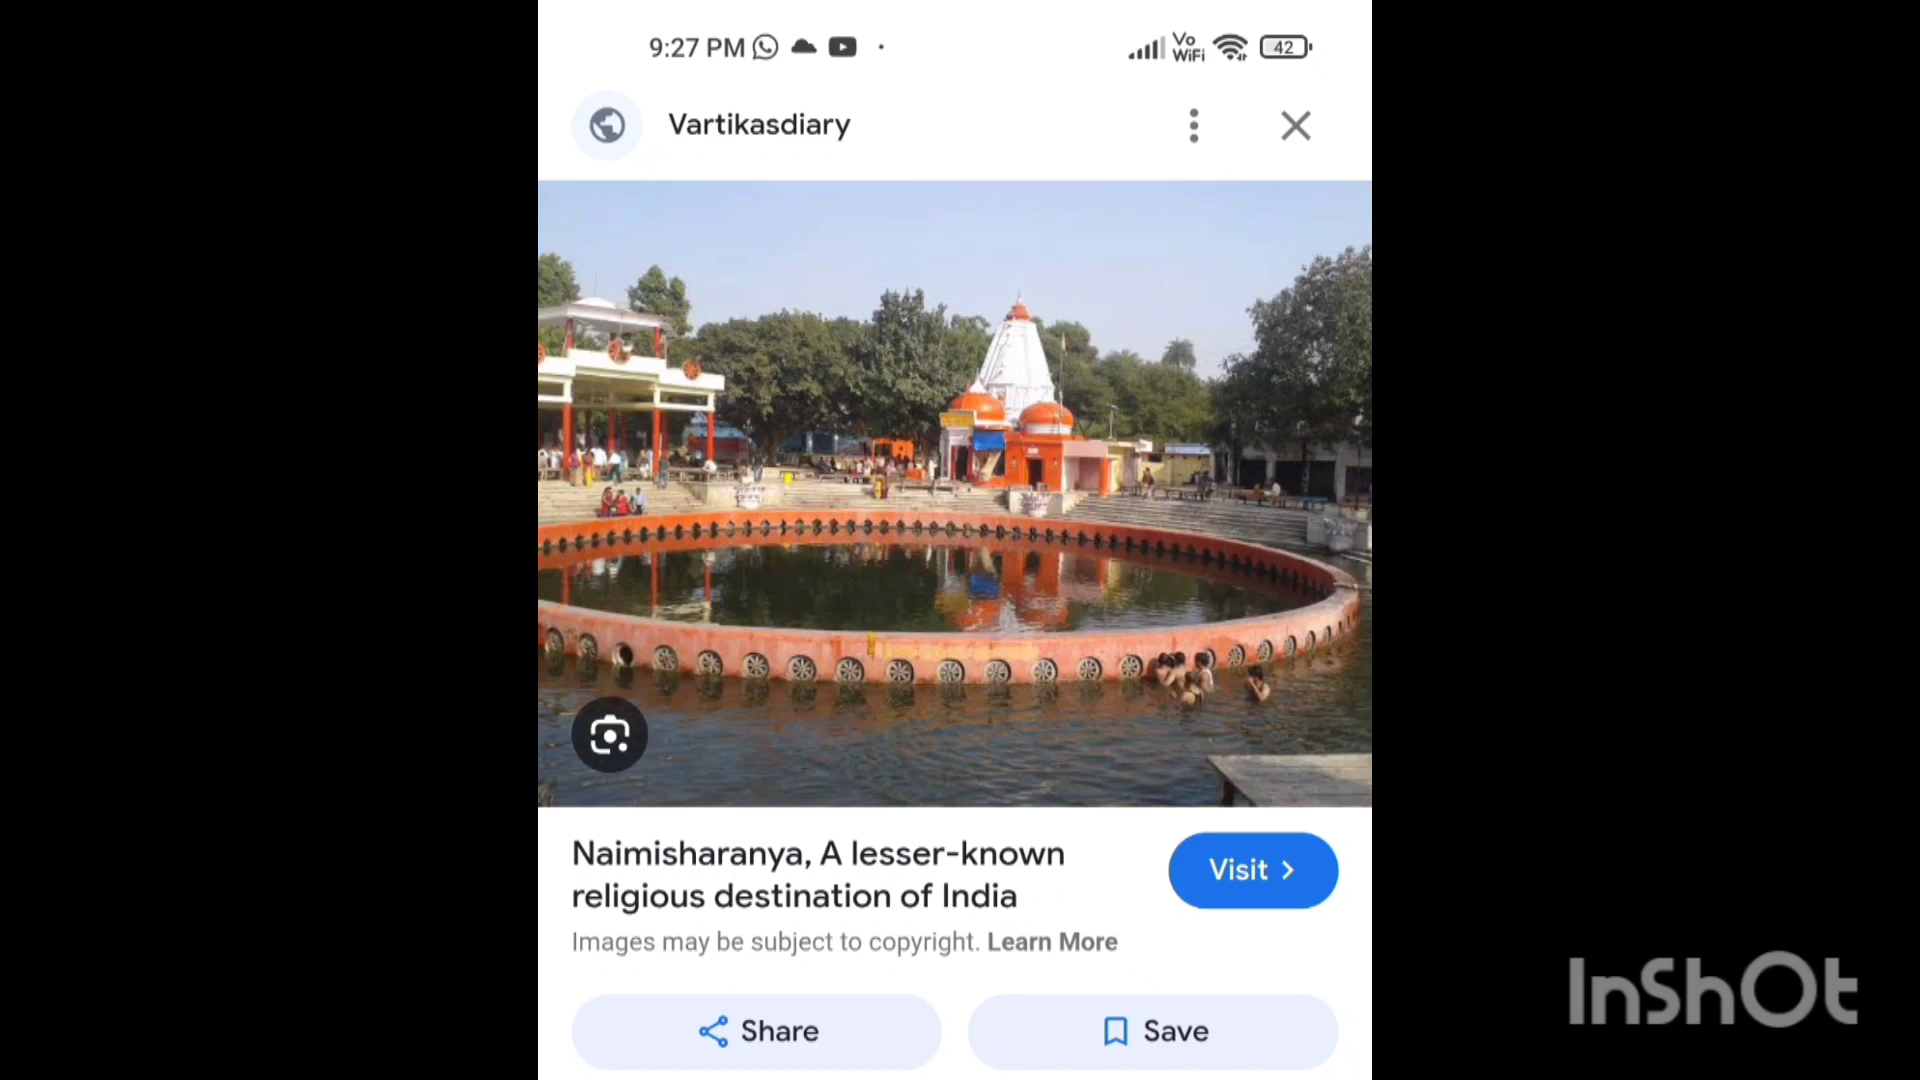 9:27 PM
Vo
WiFi
42
Vartikasdiary
Naimisharanya, A lesser-known
religious destination of India
Visit
Images may be subject to copyright. Learn More
Share
Save
InShOt